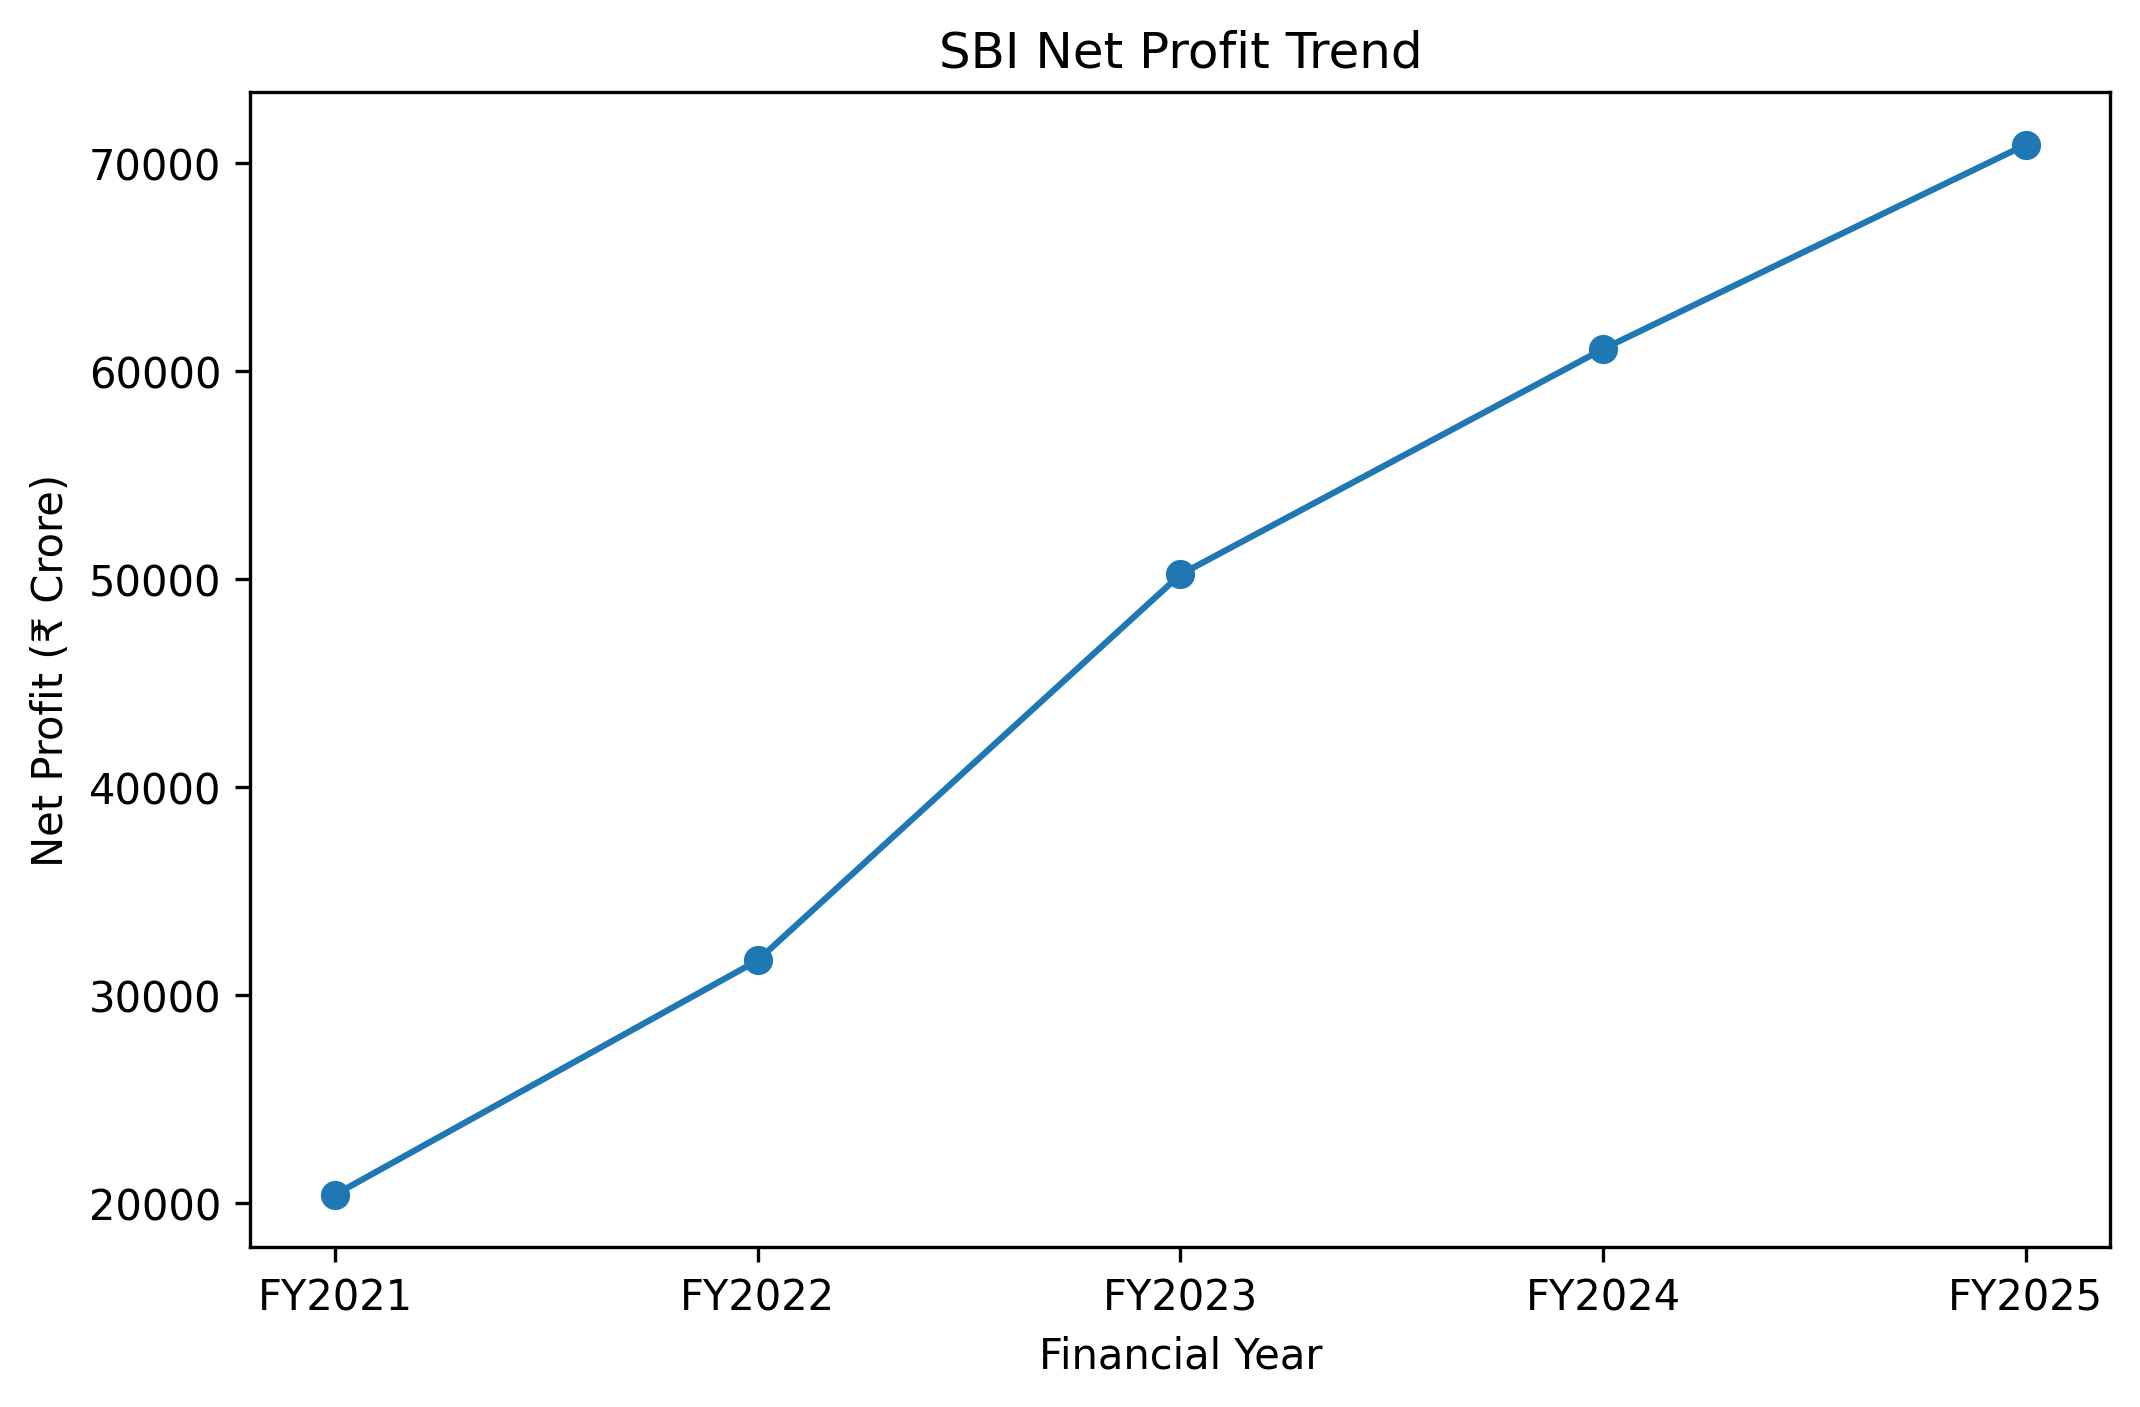 SBI Net Profit Trend
70000
60000
50000
40000
30000
20000
Net Profit (₹ Crore)
FY2021 FY2022 FY2023 FY2024 FY2025
Financial Year